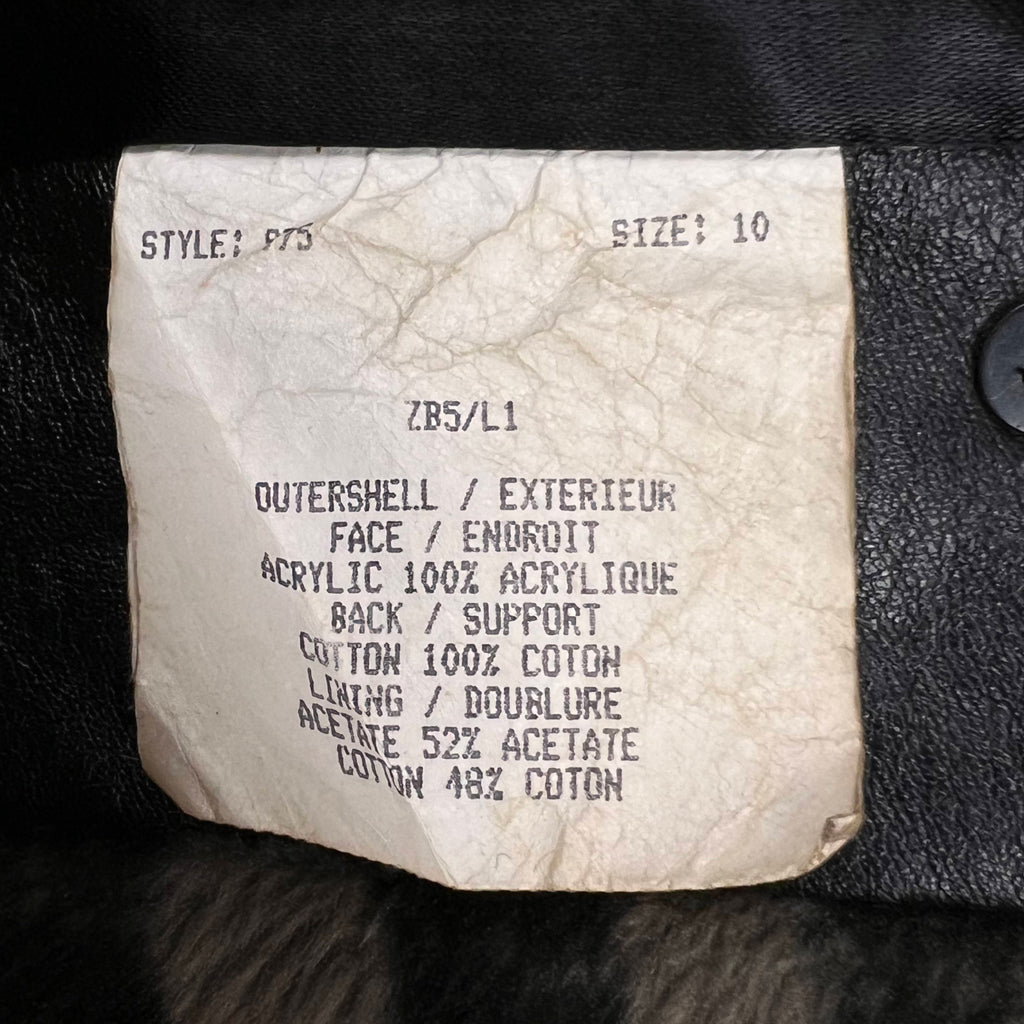 STYLE: SIZE: 10
ZB5/L1
OUTERSHELL / EXTERIEUR
FACE / ENDROIT
ACRYLIC 100% ACRYLIQUE
BACK / SUPPORT
COTTON 100% COTON
LINING / DOUBLURE
ACETATE 52% ACETATE
COTTON 48% COTON